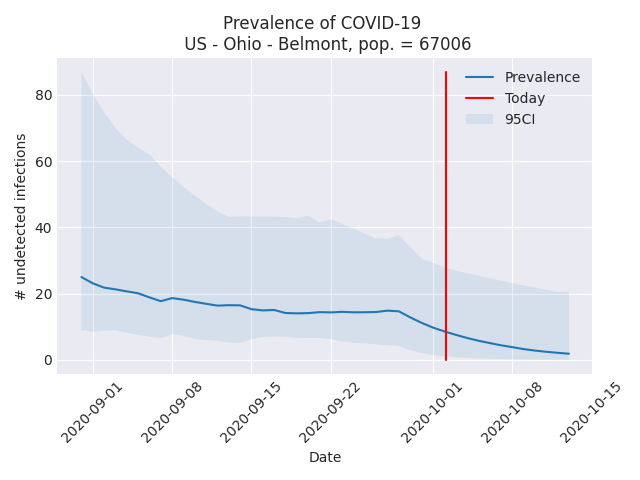 Prevalence of COVID-19
US - Ohio - Belmont, pop. = 67006
# undetected infections
80
60
40
20
0
Prevalence
Today
95CI
2020-09-01
2020-09-08
2020-09-15
2020-09-22
2020-10-01
2020-10-08
2020-10-15
Date